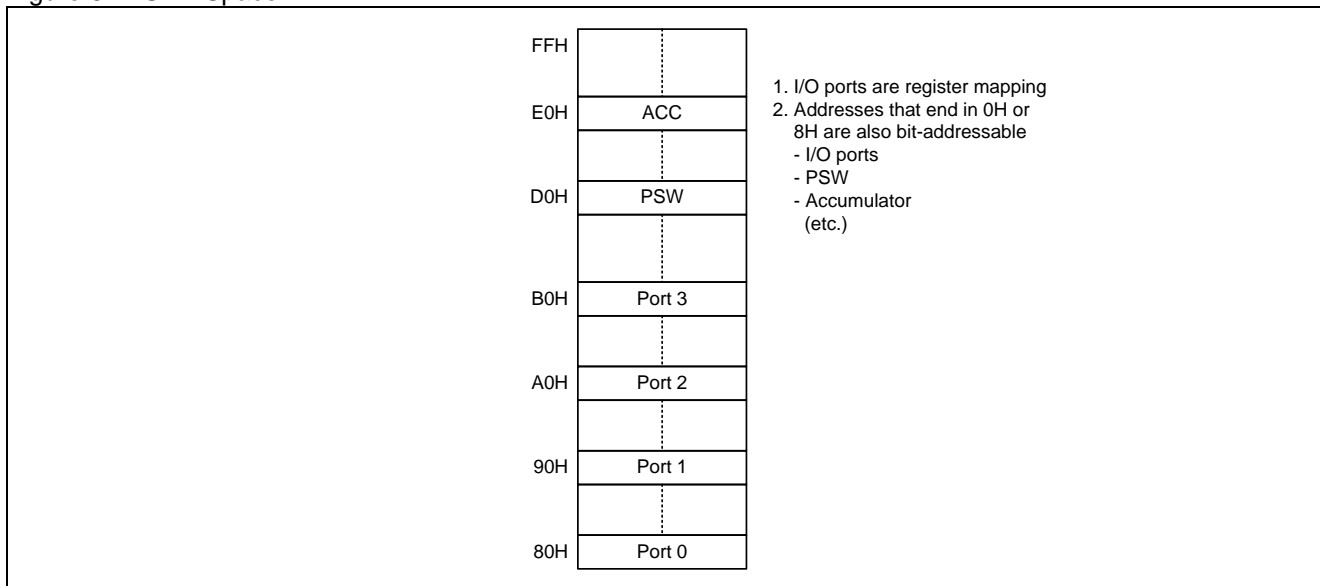 FFH
1. I/O ports are register mapping
E0H ACC
2. Addresses that end in 0H or
8H are also bit-addressable
- I/O ports
- PSW
- Accumulator
(etc.)
D0H PSW
B0H Port 3
A0H Port 2
90H Port 1
80H Port 0